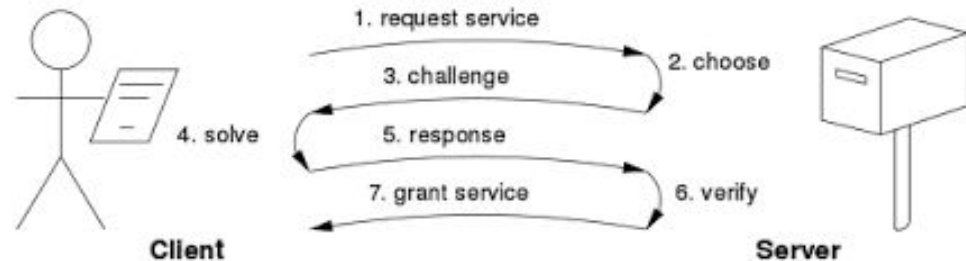 1. request service
2. choose
3. challenge
4. solve
5. response
6. verify
7. grant service
Client
Server